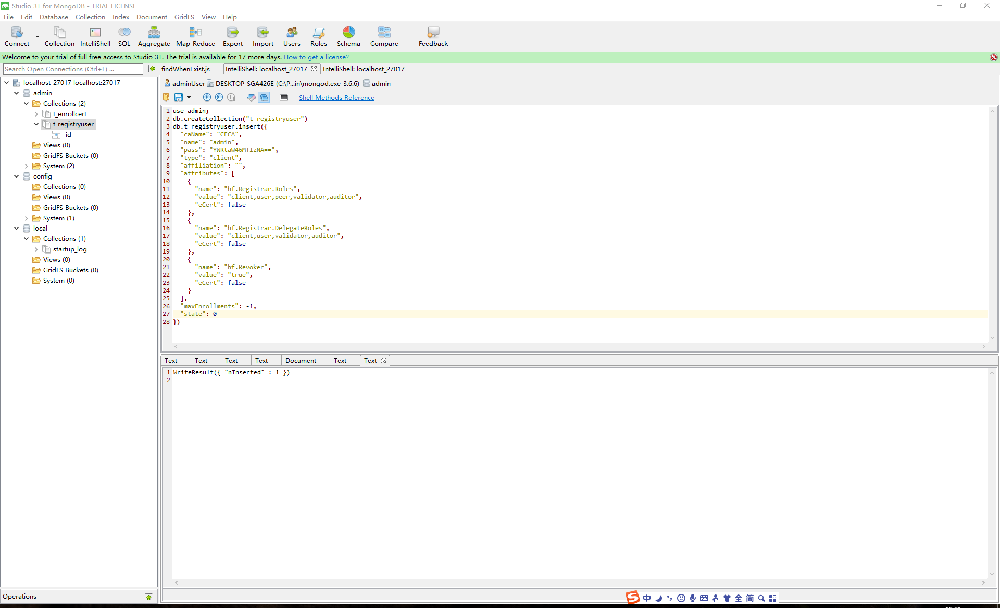 Studio 3T for MongoDB - TRIAL LICENSE
File Edit Database Collection Index Document GridFS View Help
Connect Collection IntelliShell SQL Aggregate Map-Reduce Export Import Users Roles Schema Compare Feedback
Welcome to your trial of full free access to Studio 3T. The trial is available for 17 more days. How to get a license?
Search Open Connections (Ctrl+F) ...
findWhenExist.js IntelliShell: localhost_27017 IntelliShell: localhost_27017
localhost_27017 localhost:27017
admin
Collections (2)
t_enrollcert
t_registryuser
_id_
Views (0)
GridFS Buckets (0)
System (2)
config
Collections (0)
Views (0)
GridFS Buckets (0)
System (1)
local
Collections (1)
startup_log
Views (0)
GridFS Buckets (0)
System (0)
Operations
adminUser DESKTOP-SGA426E (C:\P...in\mongod.exe-3.6.6) admin
Shell Methods Reference
1 use admin;
2 db.createCollection("t_registryuser")
3 db.t_registryuser.insert({
4 "caName": "CFCA",
5 "name": "admin",
6 "pass": "YWRtaW46MTIzNA==",
7 "type": "client",
8 "affiliation": "",
9 "attributes": [
10 {
11 "name": "hf.Registrar.Roles",
12 "value": "client,user,peer,validator,auditor",
13 "eCert": false
14 },
15 {
16 "name": "hf.Registrar.DelegateRoles",
17 "value": "client,user,validator,auditor",
18 "eCert": false
19 },
20 {
21 "name": "hf.Revoker",
22 "value": "true",
23 "eCert": false
24 }
25 ],
26 "maxEnrollments": -1,
27 "state": 0
28 })
Text Text Text Text Document Text Text
1 WriteResult({ "nInserted" : 1 })
2
S 中 全 简